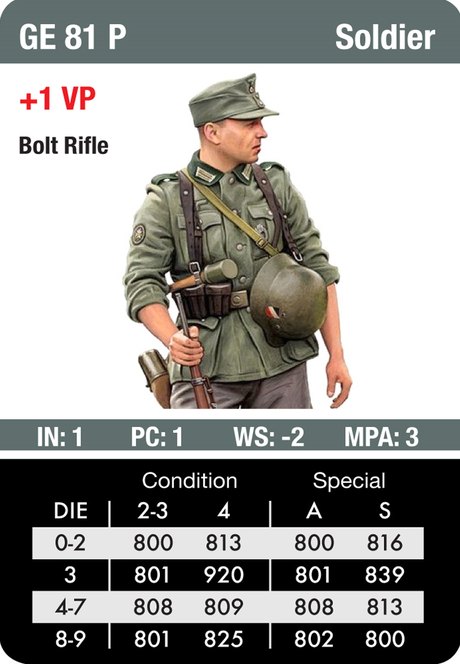 GE 81 P Soldier
+1 VP
Bolt Rifle
IN: 1 PC: 1 WS: -2 MPA: 3
Condition Special
DIE 2-3 4 A S
0-2 800 813 800 816
3 801 920 801 839
4-7 808 809 808 813
8-9 801 825 802 800